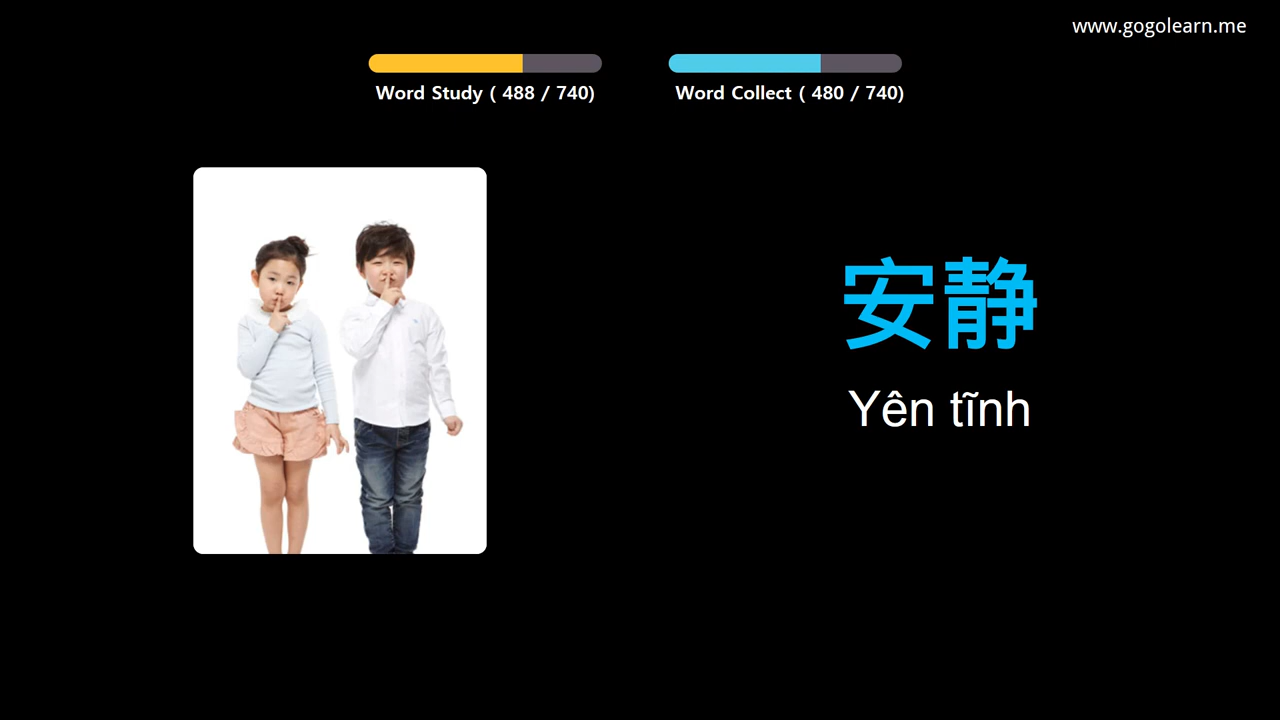 www.gogolearn.me
Word Study ( 488 / 740)
Word Collect ( 480 / 740)
安静
Yên tĩnh